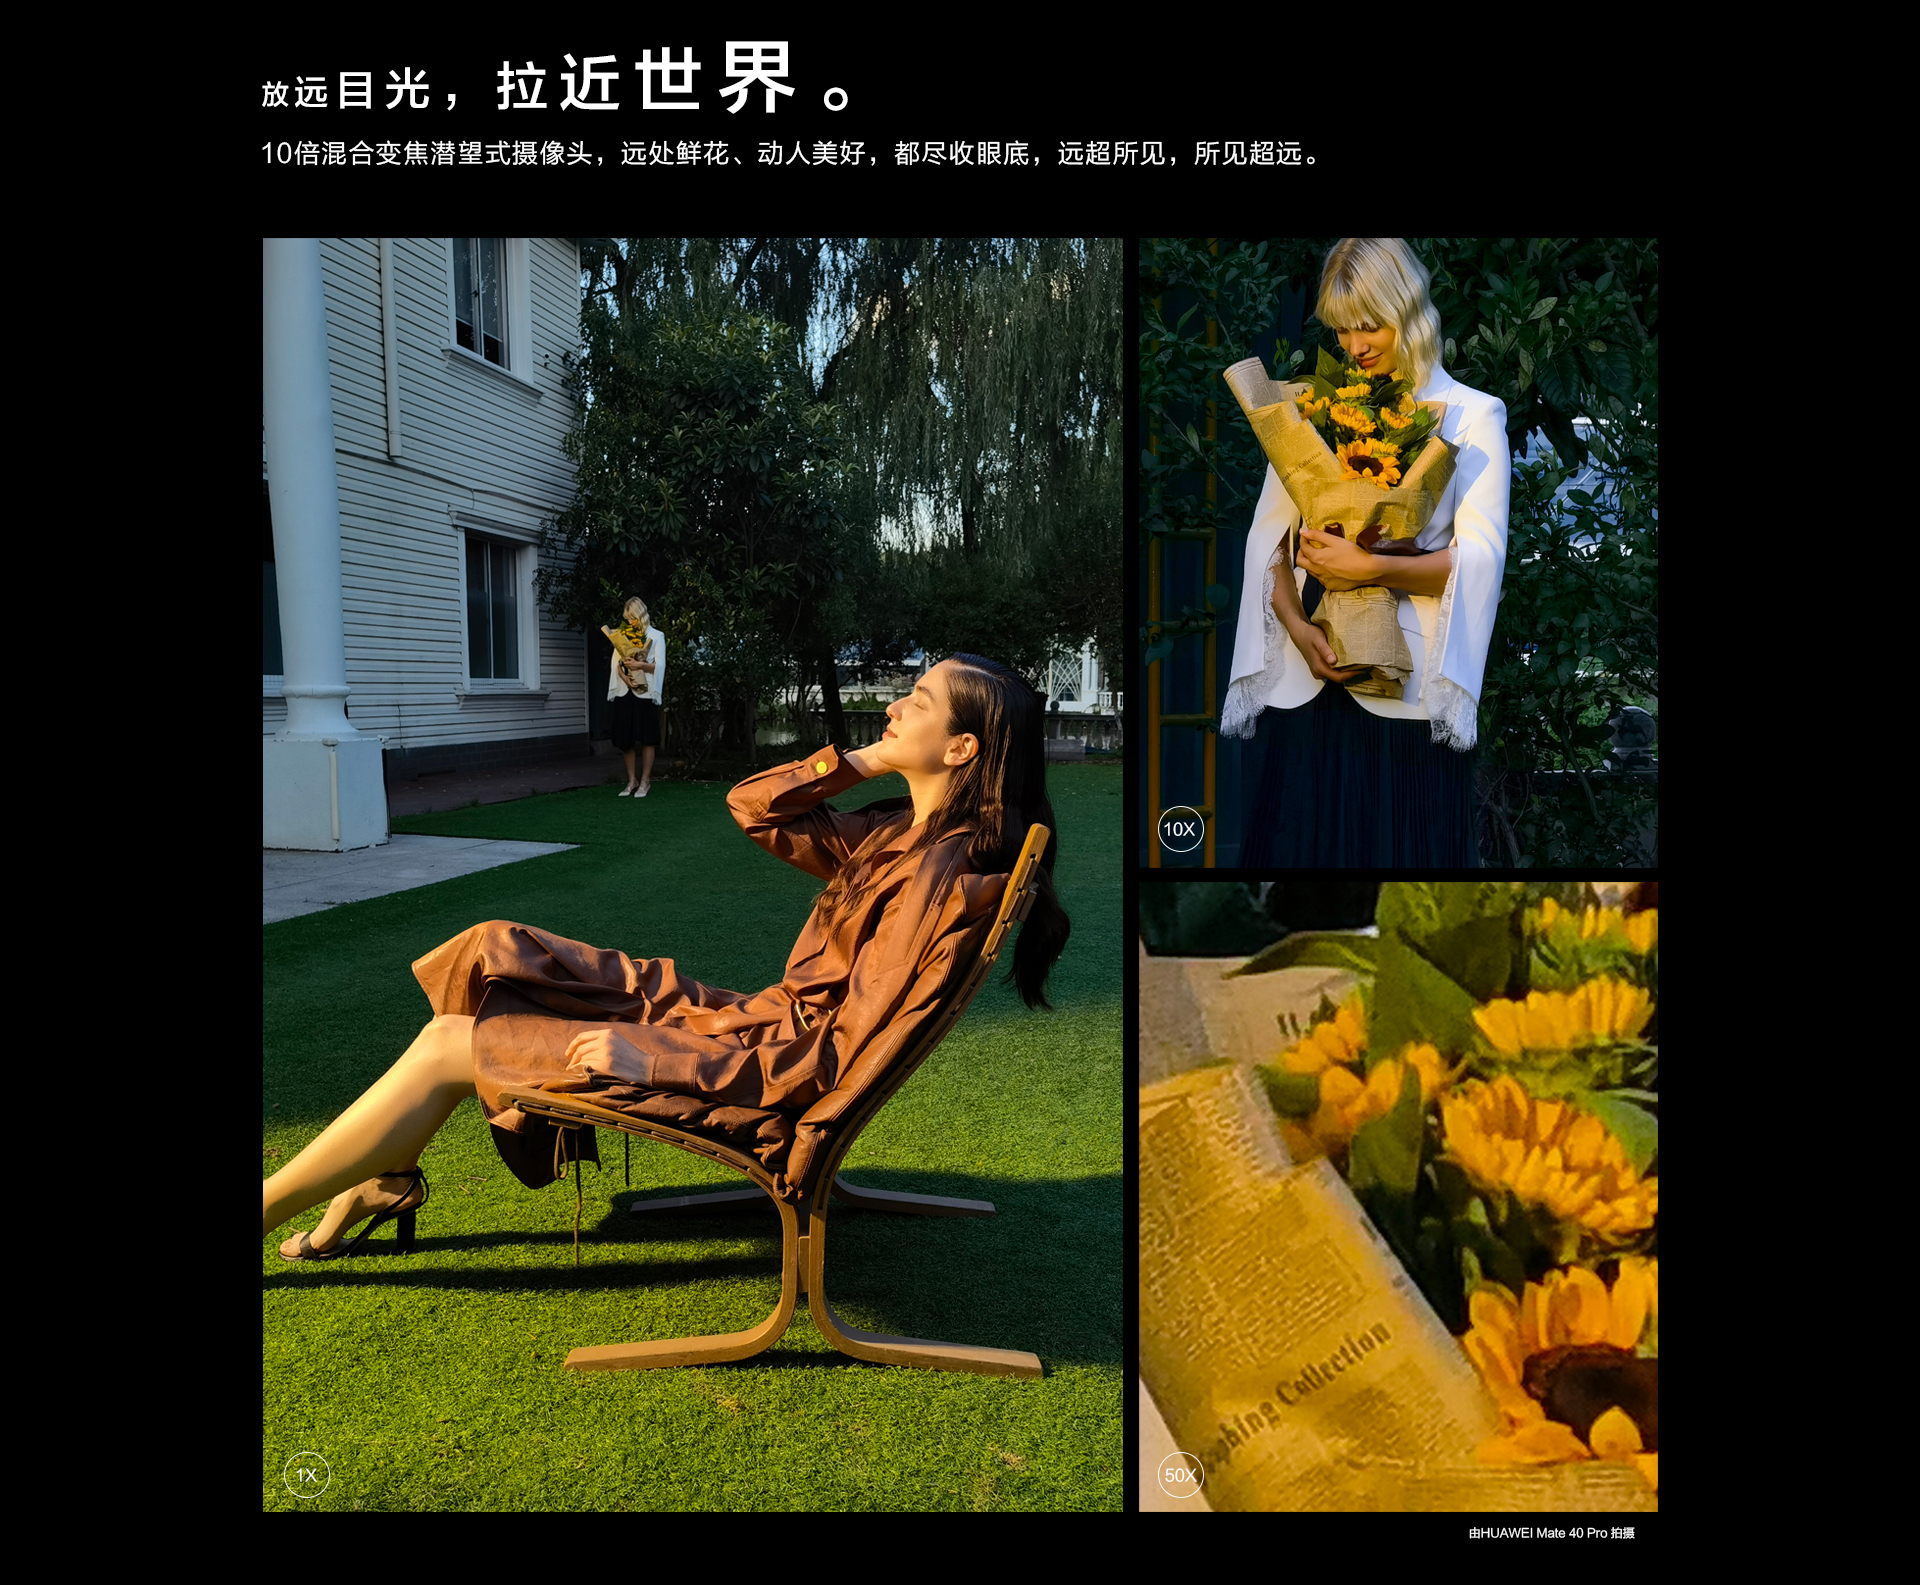 放远目光，拉近世界。
10倍混合变焦潜望式摄像头，远处鲜花、动人美好，都尽收眼底，远超所见，所见超远。
10X
Collection
1X
50X
由HUAWEI Mate 40 Pro 拍摄